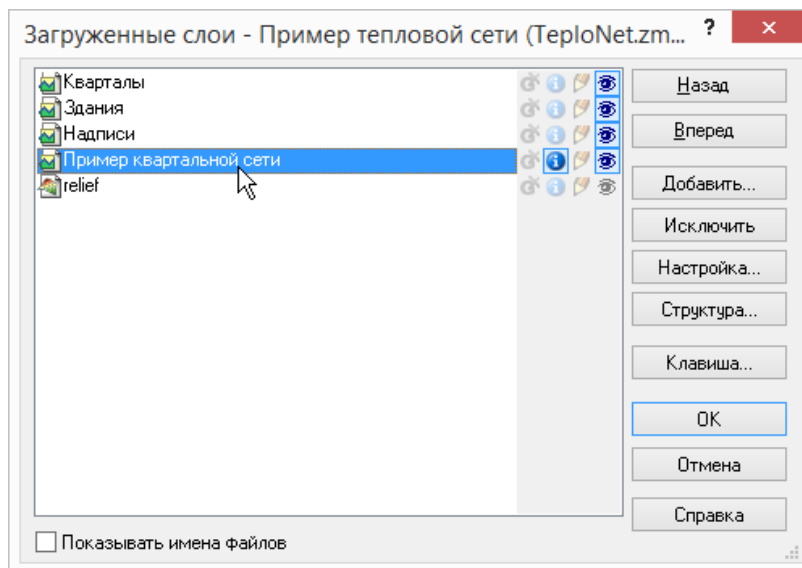 Загруженные слои - Пример тепловой сети (TeploNet.zm... ?
Кварталы
Здания
Надписи
Пример квартальной сети
relief
Назад
Вперед
Добавить...
Исключить
Настройка...
Структура...
Клавиша...
OK
Отмена
Справка
Показывать имена файлов